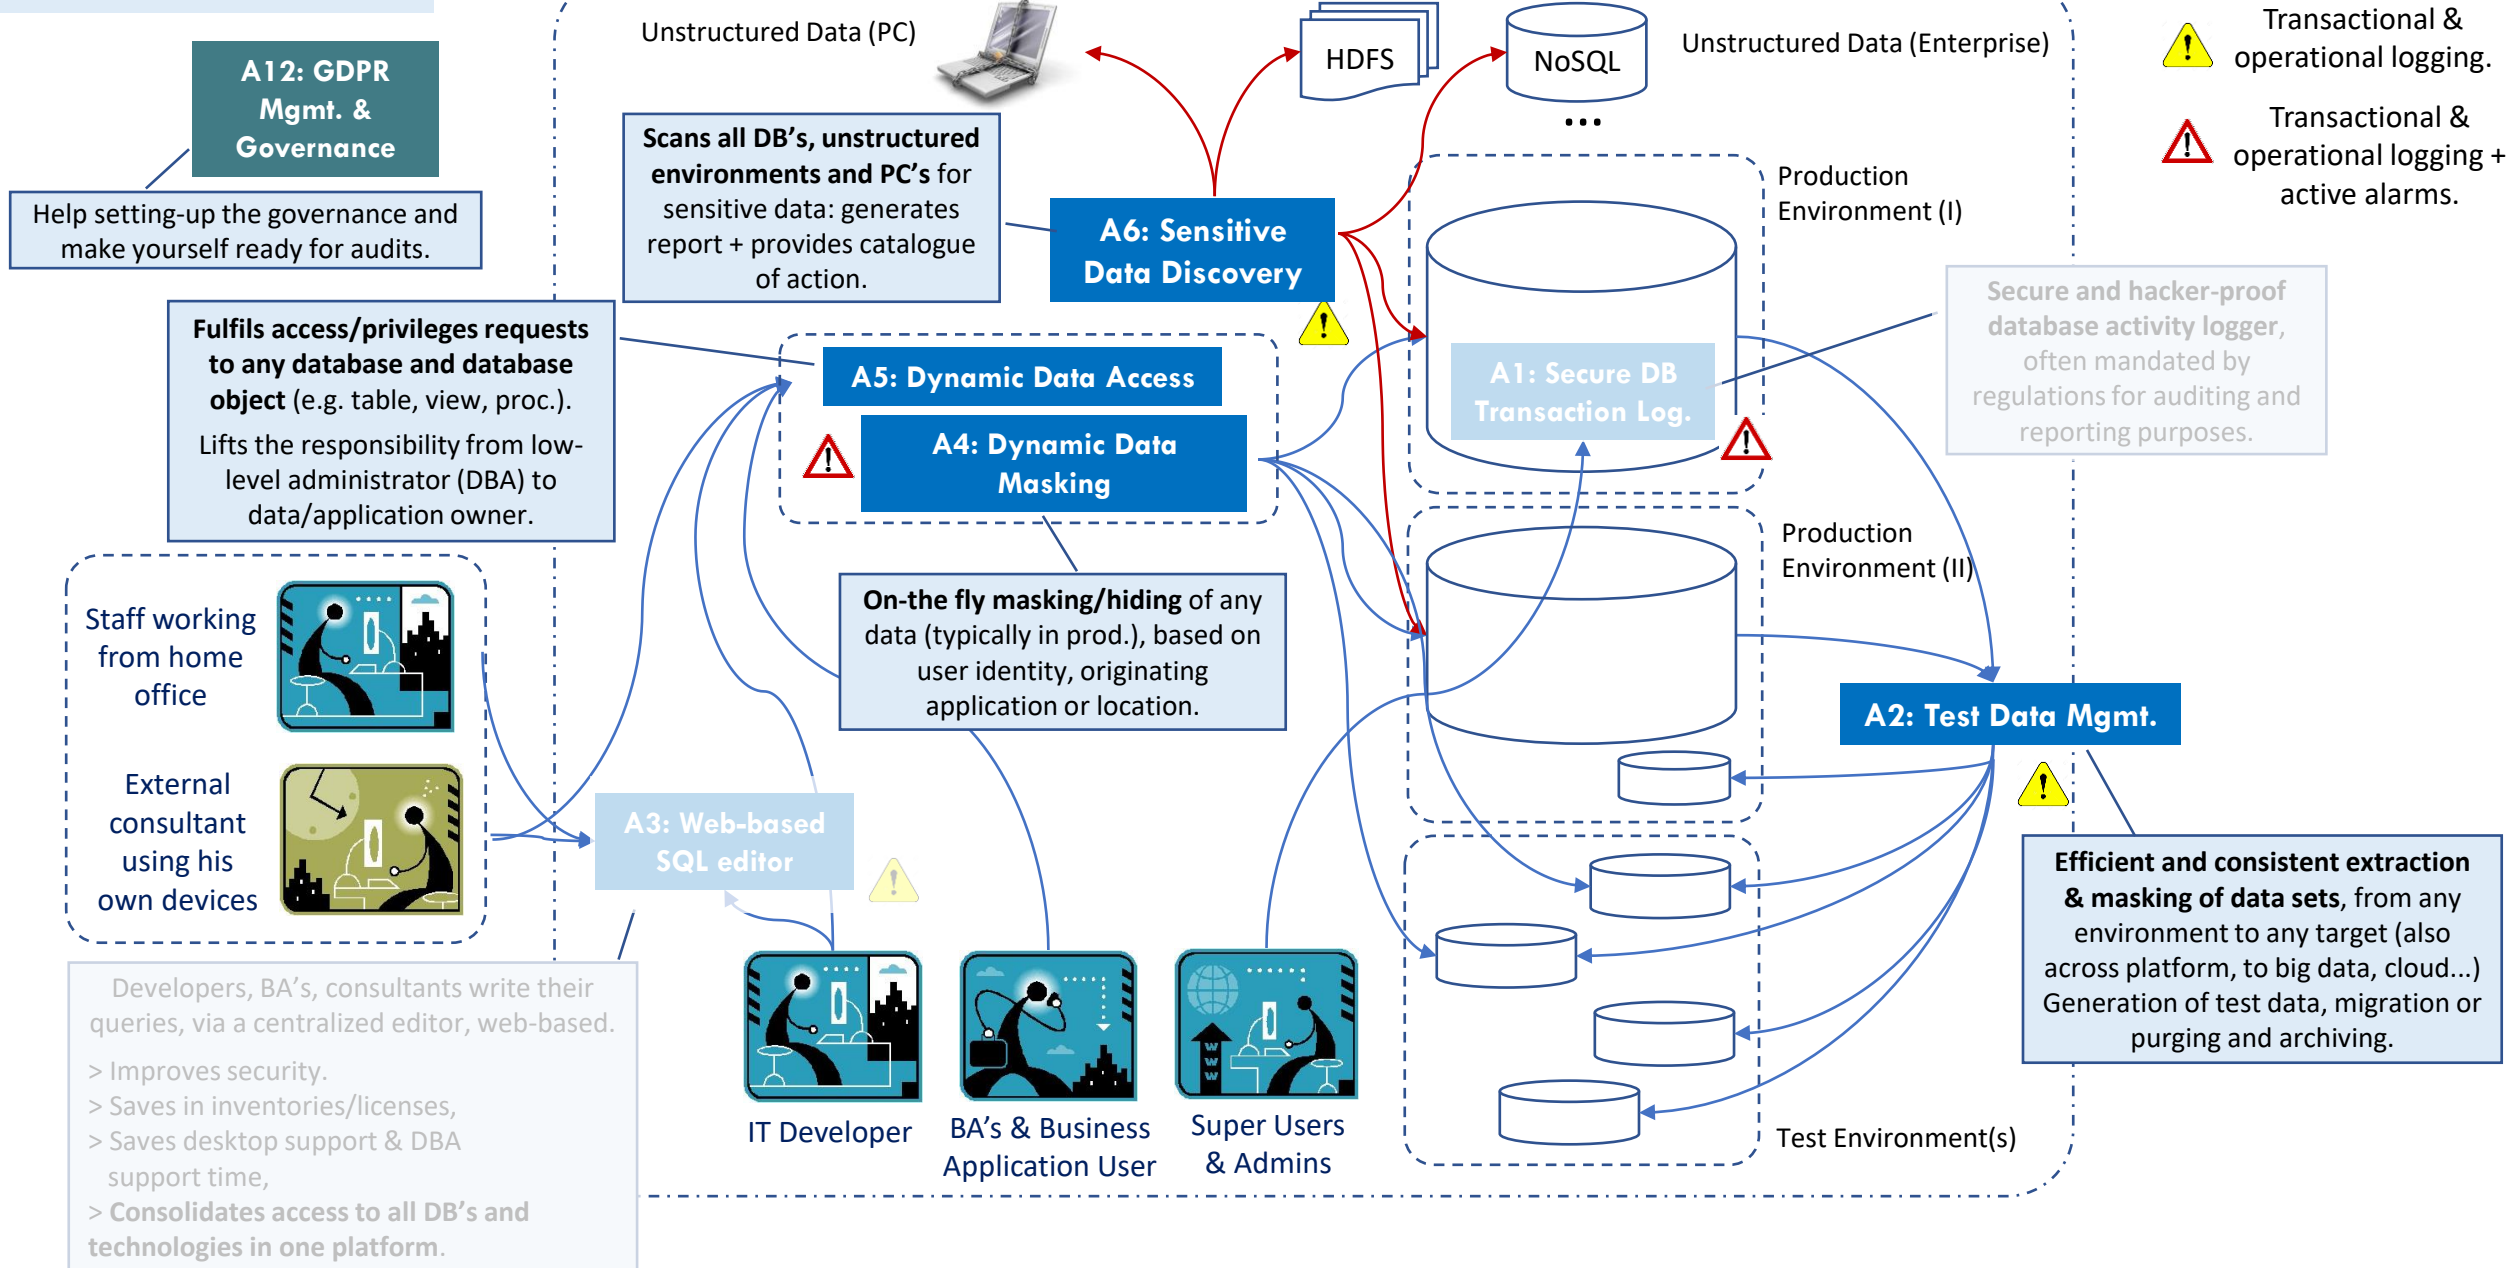 Unstructured Data (PC)
HDFS
NoSQL
...
Unstructured Data (Enterprise)
Transactional &
operational logging.
Transactional &
operational logging +
active alarms.
A12: GDPR
Mgmt. &
Governance
Help setting-up the governance and
make yourself ready for audits.
Scans all DB's, unstructured
environments and PC's for
sensitive data: generates
report + provides catalogue
of action.
A6: Sensitive
Data Discovery
Production
Environment (I)
Secure and hacker-proof
database activity logger,
often mandated by
regulations for auditing and
reporting purposes.
Fulfils access/privileges requests
to any database and database
object (e.g. table, view, proc.).
Lifts the responsibility from low-
level administrator (DBA) to
data/application owner.
A5: Dynamic Data Access
A4: Dynamic Data
Masking
A1: Secure DB
Transaction Log.
Production
Environment (II)
On-the fly masking/hiding of any
data (typically in prod.), based on
user identity, originating
application or location.
Staff working
from home
office
External
consultant
using his
own devices
A2: Test Data Mgmt.
A3: Web-based
SQL editor
Efficient and consistent extraction
& masking of data sets, from any
environment to any target (also
across platform, to big data, cloud...)
Generation of test data, migration or
purging and archiving.
Developers, BA's, consultants write their
queries, via a centralized editor, web-based.
> Improves security.
> Saves in inventories/licenses,
> Saves desktop support & DBA
support time,
> Consolidates access to all DB's and
technologies in one platform.
W
W
W
IT Developer
BA's & Business
Application User
Super Users
& Admins
Test Environment(s)